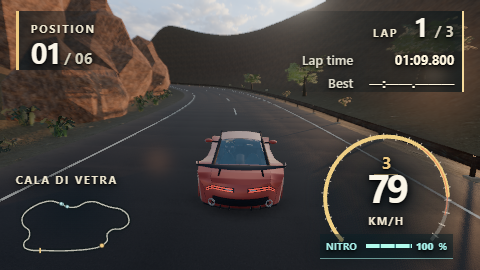 POSITION
01 / 06
LAP 1 / 3
Lap time 01:09.800
Best --:--.---
CALA DI VETRA
3
79
KM/H
NITRO 100 %